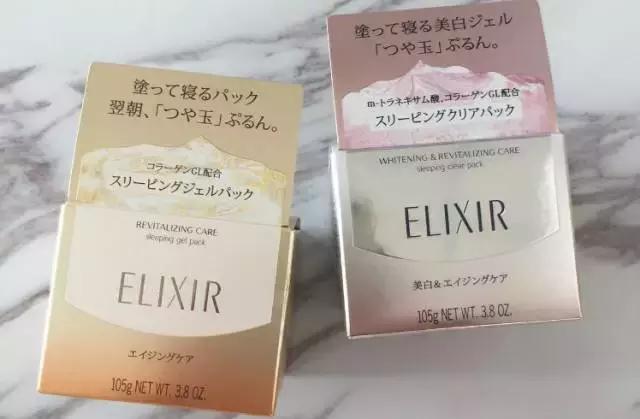 塗って寝るパック
翌朝、「つや玉」ぷるん。
コラーゲンGL配合
スリーピングジェルパック
REVITALIZING CARE
sleeping gel pack
ELIXIR
エイジングケア
105g NET WT. 3.8 OZ.
塗って寝る美白ジェル
「つや玉」ぷるん。
m-トラネキサム酸、コラーゲンGL配合
スリーピングクリアパック
WHITENING & REVITALIZING CARE
sleeping clear pack
ELIXIR
美白&エイジングケア
105g NET WT. 3.8 OZ.